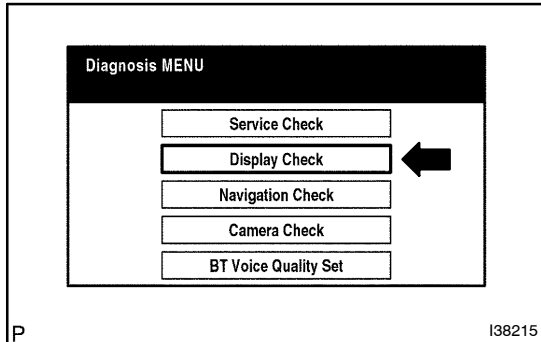 Diagnosis MENU
Service Check
Display Check
Navigation Check
Camera Check
BT Voice Quality Set
P
I38215